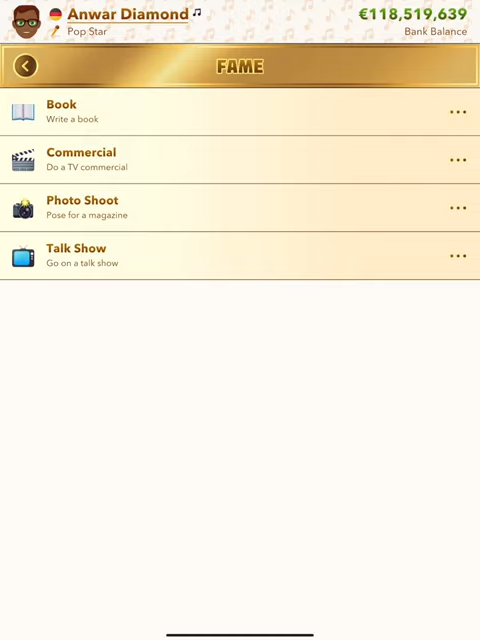 Anwar Diamond
€118,519,639
Pop Star
Bank Balance
FAME
Book
Write a book
Commercial
Do a TV commercial
Photo Shoot
Pose for a magazine
Talk Show
Go on a talk show